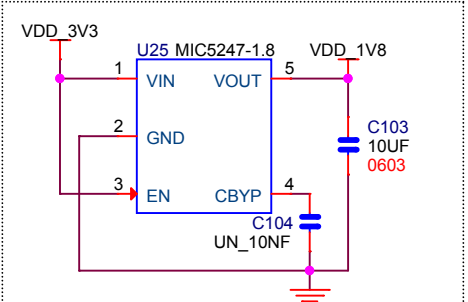 VDD_3V3
U25 MIC5247-1.8
VDD_1V8
1 VIN VOUT 5
2 GND
C103
10UF
0603
3 EN CBYP 4
C104
UN_10NF